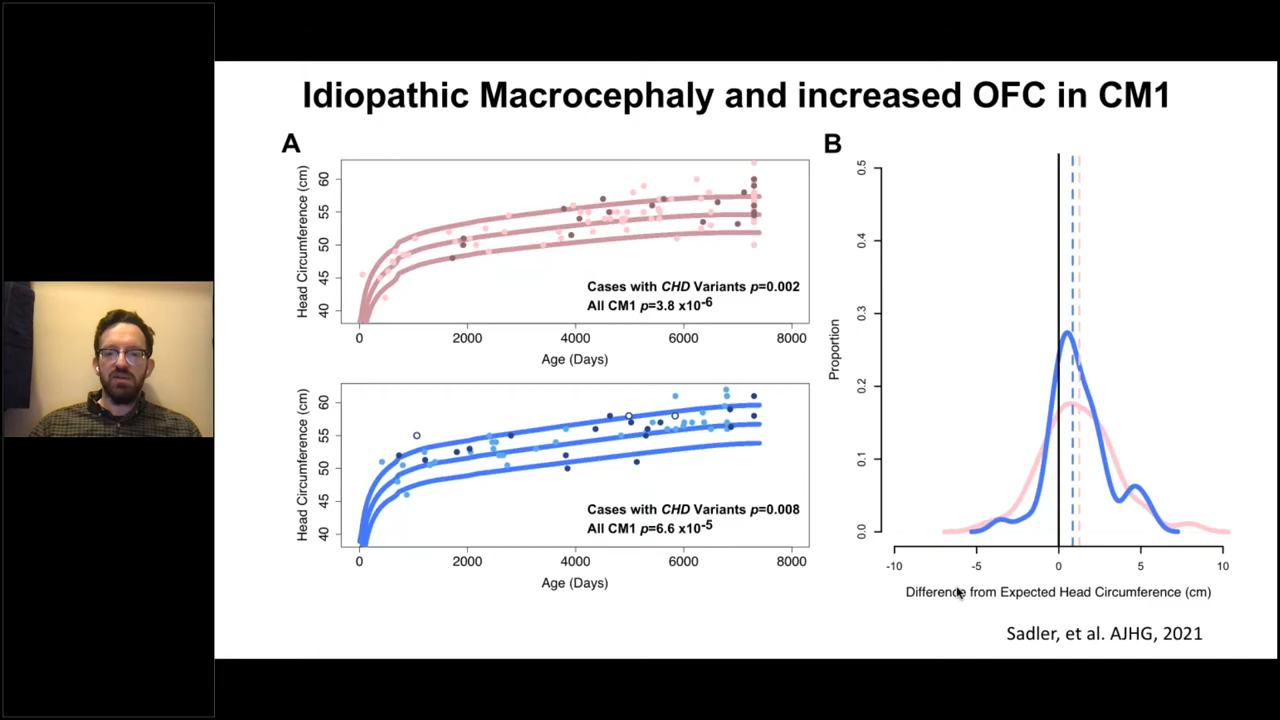 Idiopathic Macrocephaly and increased OFC in CM1
A
Head Circumference (cm)
60
55
50
45
40
Cases with CHD Variants p=0.002
All CM1 p=3.8 x10-6
0
2000
4000
6000
8000
Age (Days)
Head Circumference (cm)
60
55
50
45
40
Cases with CHD Variants p=0.008
All CM1 p=6.6 x10-5
0
2000
4000
6000
8000
Age (Days)
B
Proportion
0.5
0.4
0.3
0.2
0.1
0.0
-10
-5
0
5
10
Difference from Expected Head Circumference (cm)
Sadler, et al. AJHG, 2021